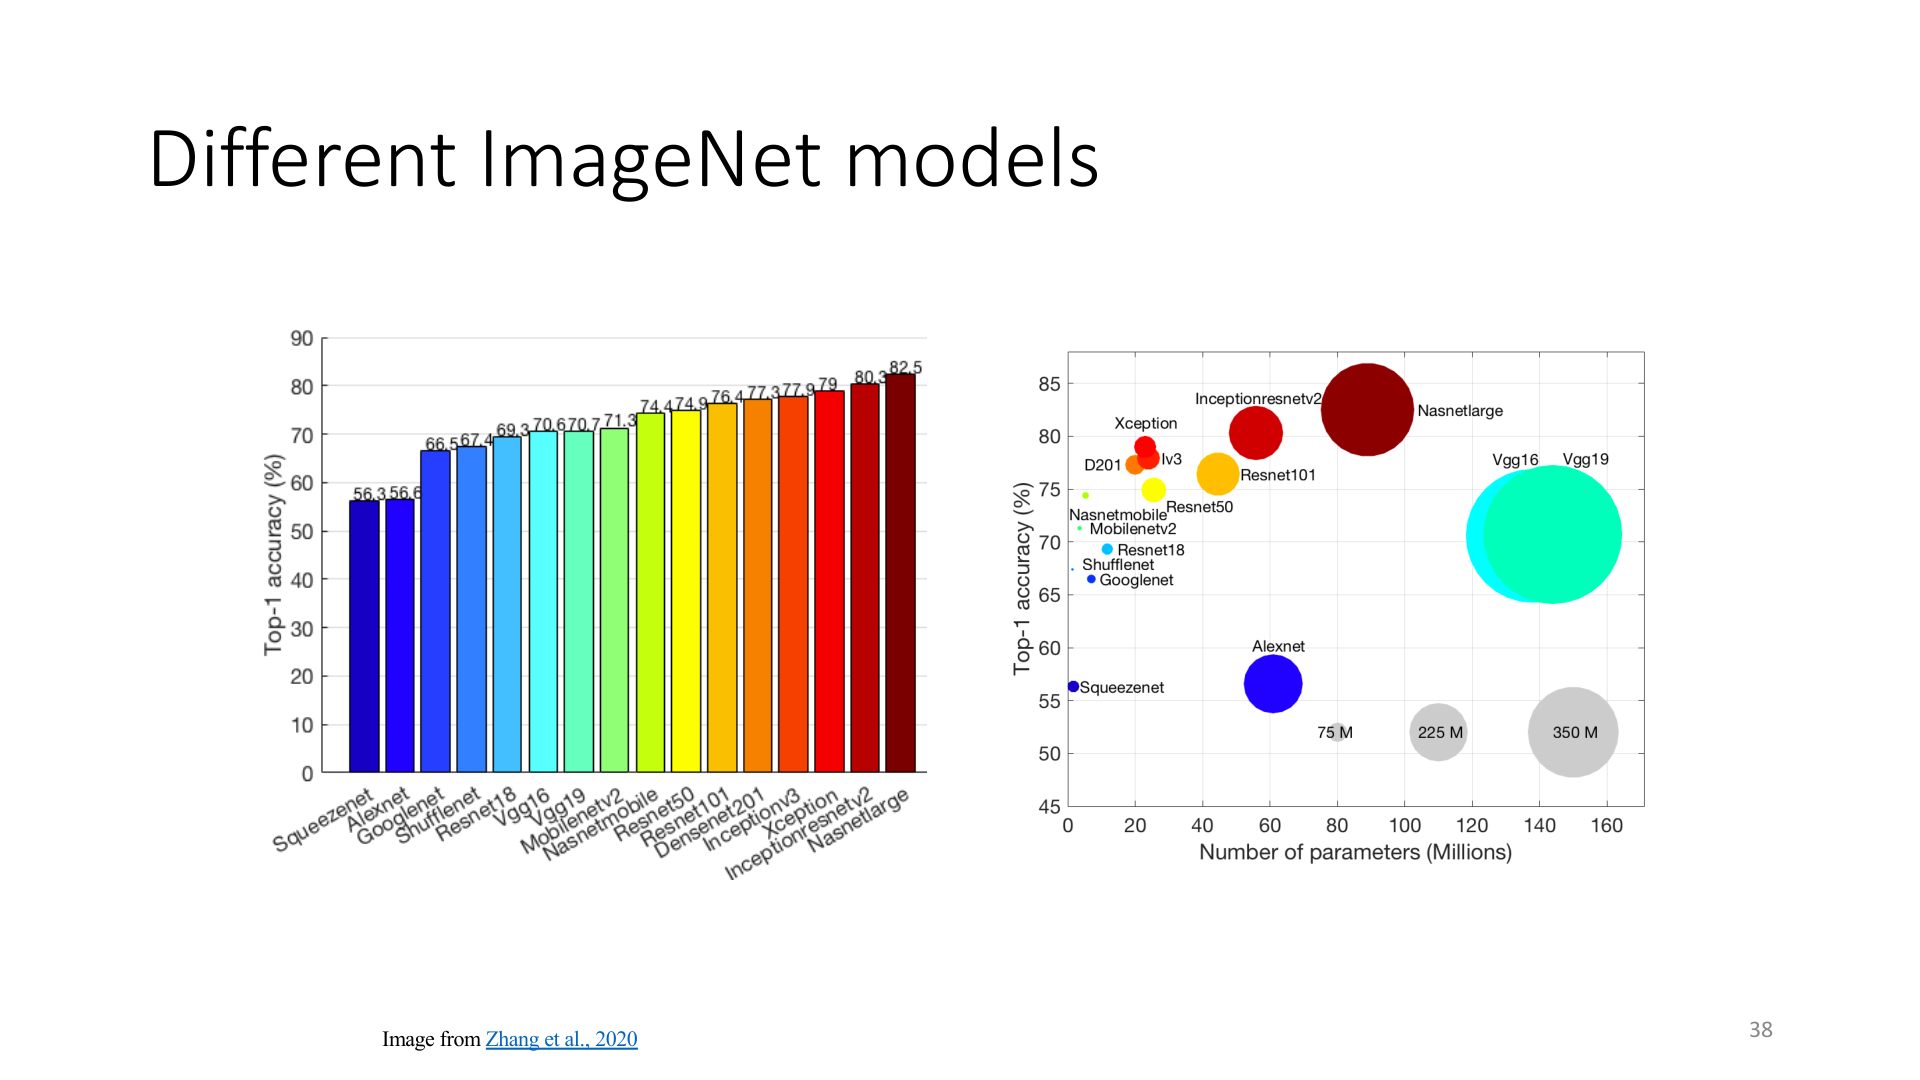 Different ImageNet models
90
80
70
60
50
40
30
20
10
0
Top-1 accuracy (%)
56.3 56.6 66.5 67.4 69.3 70.6 70.7 71.3 74.4 74.9 76.4 77.3 77.9 79 80.3 82.5
Squeezenet
Alexnet
Googlenet
Shufflenet
Resnet18
Vgg16
Vgg19
Mobilenetv2
Nasnetmobile
Resnet50
Resnet101
Densenet201
Inceptionv3
Xception
Inceptionresnetv2
Nasnetlarge
85
80
75
70
65
60
55
50
45
Top-1 accuracy (%)
Inceptionresnetv2
Nasnetlarge
Xception
D201
Iv3
Vgg16
Vgg19
Resnet101
Resnet50
Nasnetmobile
Mobilenetv2
Resnet18
Shufflenet
Googlenet
Alexnet
Squeezenet
75 M
225 M
350 M
0 20 40 60 80 100 120 140 160
Number of parameters (Millions)
Image from Zhang et al., 2020
38